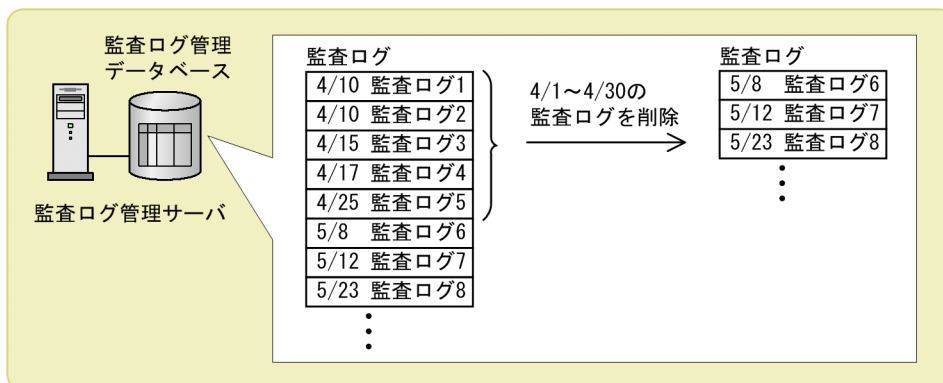 監査ログ管理
データベース
監査ログ管理サーバ
監査ログ
4/10 監査ログ1
4/10 監査ログ2
4/15 監査ログ3
4/17 監査ログ4
4/25 監査ログ5
5/8 監査ログ6
5/12 監査ログ7
5/23 監査ログ8
4/1～4/30の
監査ログを削除
監査ログ
5/8 監査ログ6
5/12 監査ログ7
5/23 監査ログ8